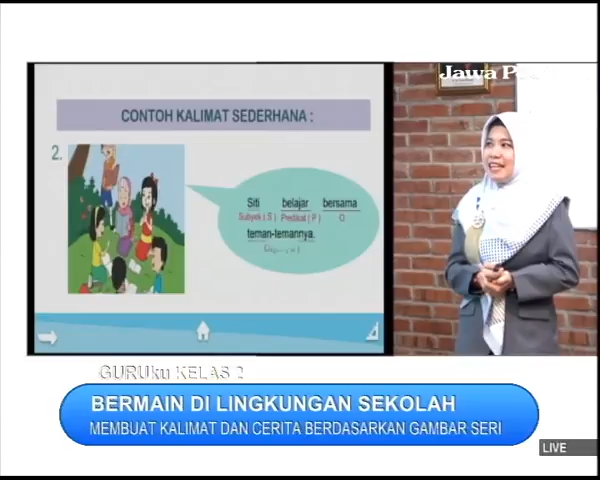 Jawa P
CONTOH KALIMAT SEDERHANA :
2.
Siti belajar bersama
Subyek ( S ) Predikat ( P ) O
teman-temannya.
GURUku KELAS 2
BERMAIN DI LINGKUNGAN SEKOLAH
MEMBUAT KALIMAT DAN CERITA BERDASARKAN GAMBAR SERI
LIVE